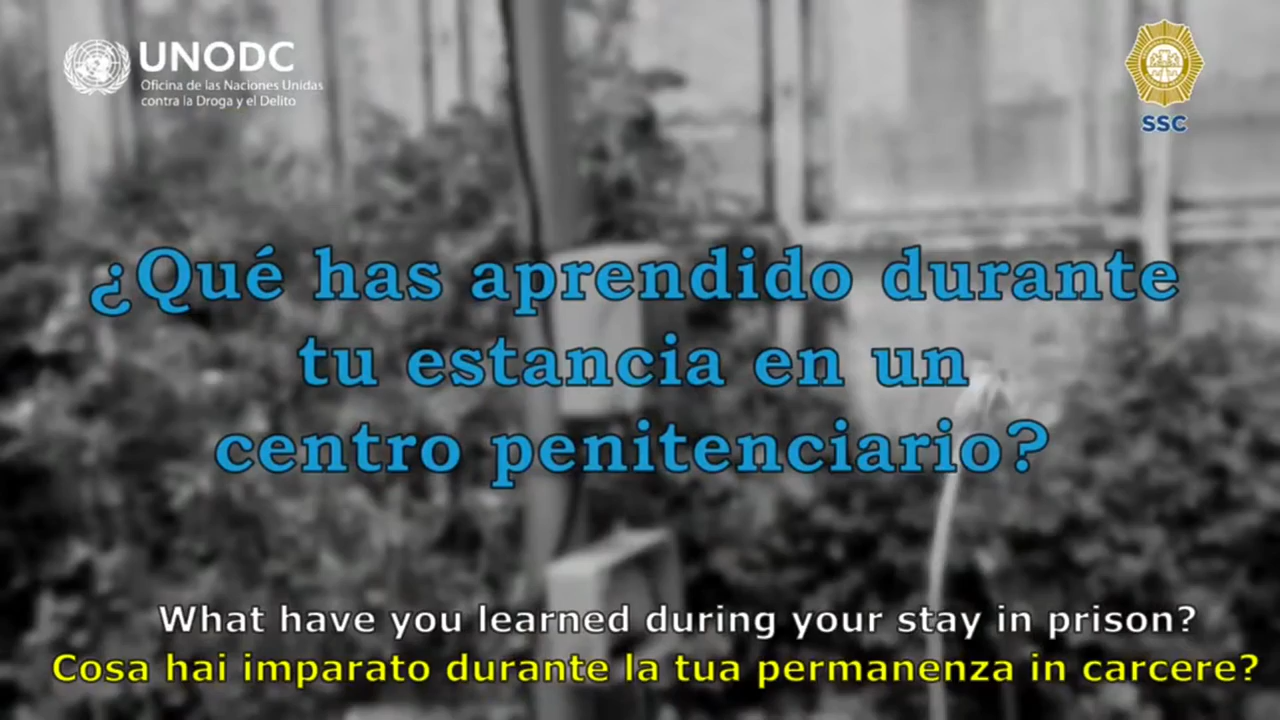 UNODC
Oficina de las Naciones Unidas
contra la Droga y el Delito
SSC
¿Qué has aprendido durante
tu estancia en un
centro penitenciario?
What have you learned during your stay in prison?
Cosa hai imparato durante la tua permanenza in carcere?